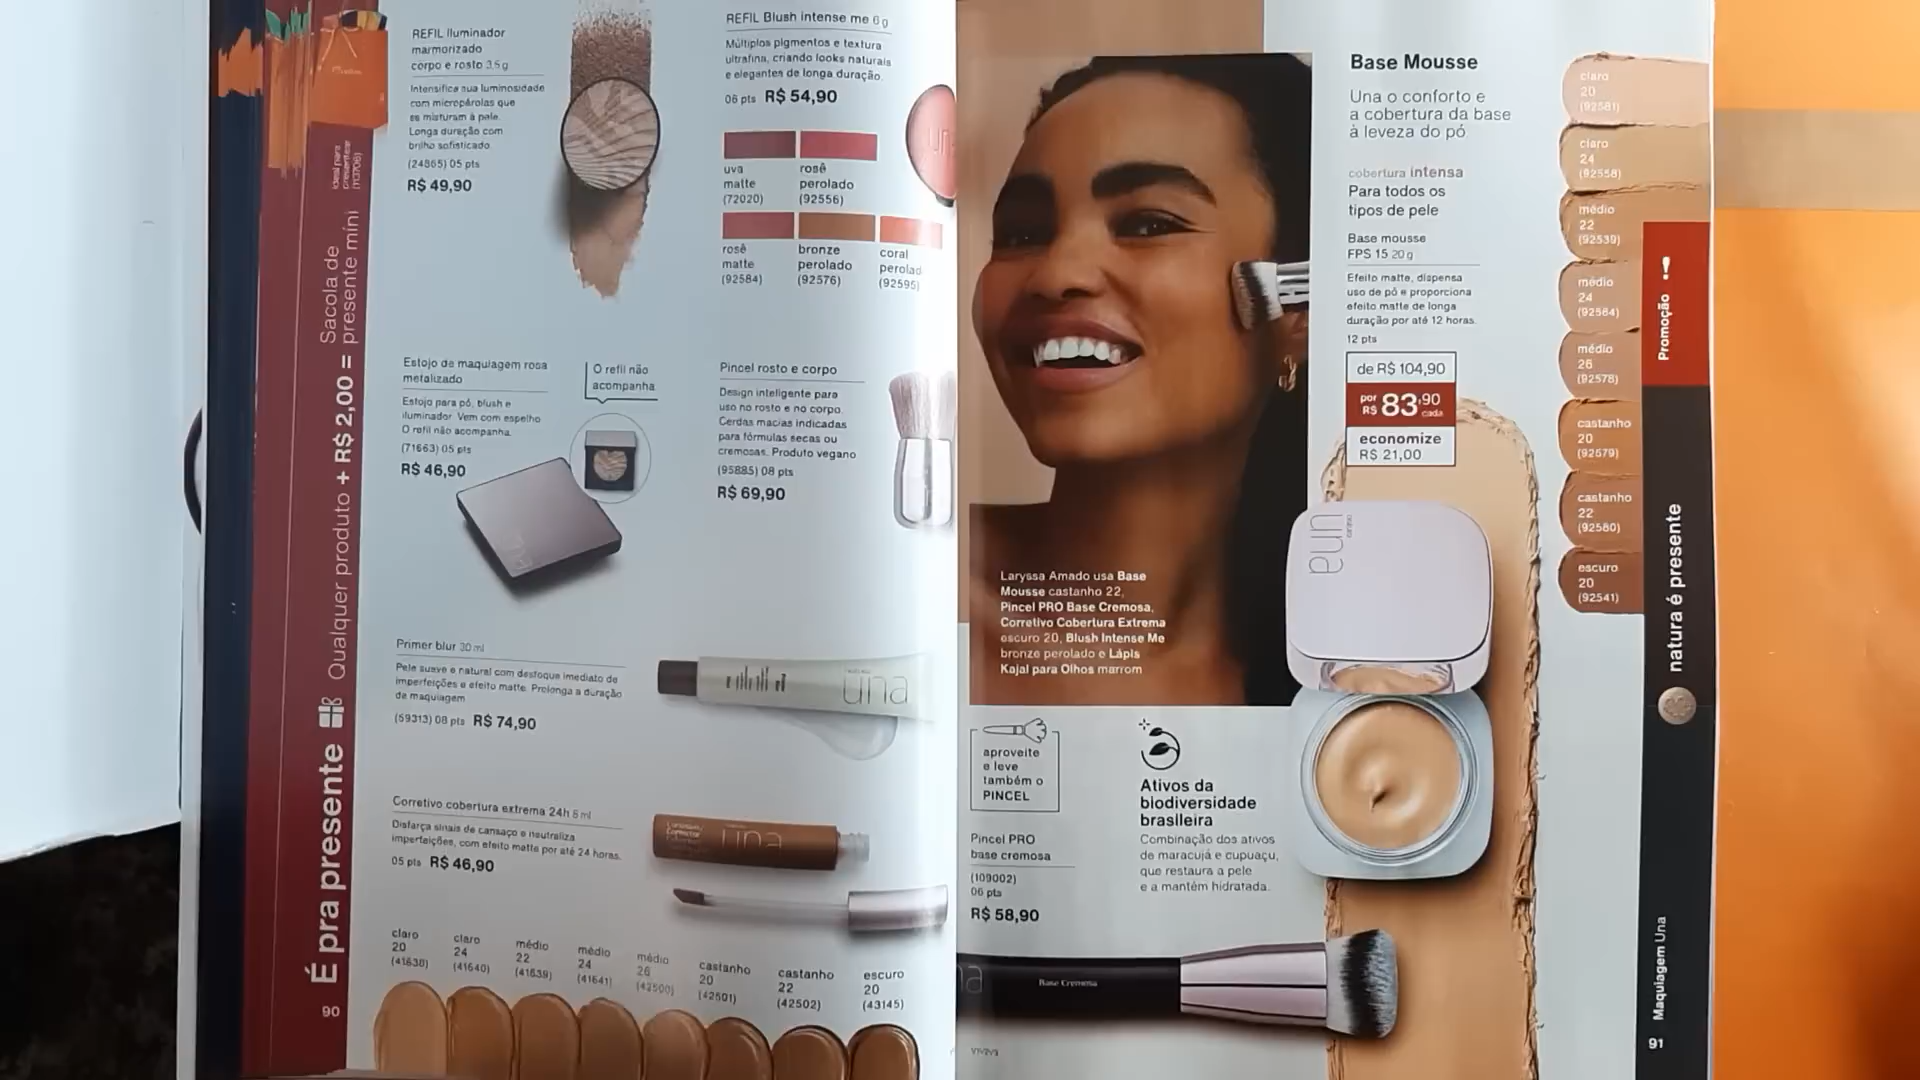 É pra presente
Qualquer produto + R$ 2,00 =
Sacola de
presente mini
ideal para
presentear
90
REFIL Iluminador
marmorizado
corpo e rosto 3,5 g
Intensifica sua luminosidade
com micropérolas que
se misturam à pele.
Longa duração com
brilho sofisticado
(24865) 05 pts
R$ 49,90
REFIL Blush intense me 6 g
Múltiplos pigmentos e textura
ultrafina, criando looks naturais
e elegantes de longa duração.
06 pts R$ 54,90
uva
matte
(72020)
rosê
perolado
(92556)
rosê
matte
(92584)
bronze
perolado
(92576)
coral
perolad
(92595)
Estojo de maquiagem rosa
metalizado
Estojo para pó, blush e
iluminador. Vem com espelho
O refil não acompanha.
(71663) 05 pts
R$ 46,90
O refil não
acompanha
Pincel rosto e corpo
Design inteligente para
uso no rosto e no corpo.
Cerdas macias indicadas
para fórmulas secas ou
cremosas. Produto vegano
(95885) 08 pts
R$ 69,90
Primer blur 30 ml
Pele suave e natural com desfoque imediato de
imperfeições e efeito matte. Prolonga a duração
de maquiagem
(59313) 08 pts R$ 74,90
una
Corretivo cobertura extrema 24h 8 ml
Disfarça sinais de cansaço e neutraliza
imperfeições, com efeito matte por até 24 horas.
05 pts R$ 46,90
una
claro
20
(41638)
claro
24
(41640)
médio
22
(41639)
médio
24
(41641)
médio
26
(42500)
castanho
20
(42501)
castanho
22
(42502)
escuro
20
(43145)
Laryssa Amado usa Base
Mousse castanho 22,
Pincel PRO Base Cremosa,
Corretivo Cobertura Extrema
escuro 20, Blush Intense Me
bronze perolado e Lápis
Kajal para Olhos marrom
Base Mousse
Una o conforto e
a cobertura da base
à leveza do pó
cobertura intensa
Para todos os
tipos de pele
Base mousse
FPS 15 20 g
Efeito matte, dispensa
uso de pó e proporciona
efeito matte de longa
duração por até 12 horas.
12 pts
de R$ 104,90
por
R$ 83,90
cada
economize
R$ 21,00
una
claro
20
(92581)
claro
24
(92558)
médio
22
(92539)
médio
24
(92564)
médio
26
(92578)
castanho
20
(92579)
castanho
22
(92580)
escuro
20
(92541)
aproveite
e leve
também o
PINCEL
Pincel PRO
base cremosa
(109002)
06 pts
R$ 58,90
Ativos da
biodiversidade
brasileira
Combinação dos ativos
de maracujá e cupuaçu,
que restaura a pele
e a mantém hidratada.
Base Cremosa
Promoção
natura é presente
Maquiagem Una
91